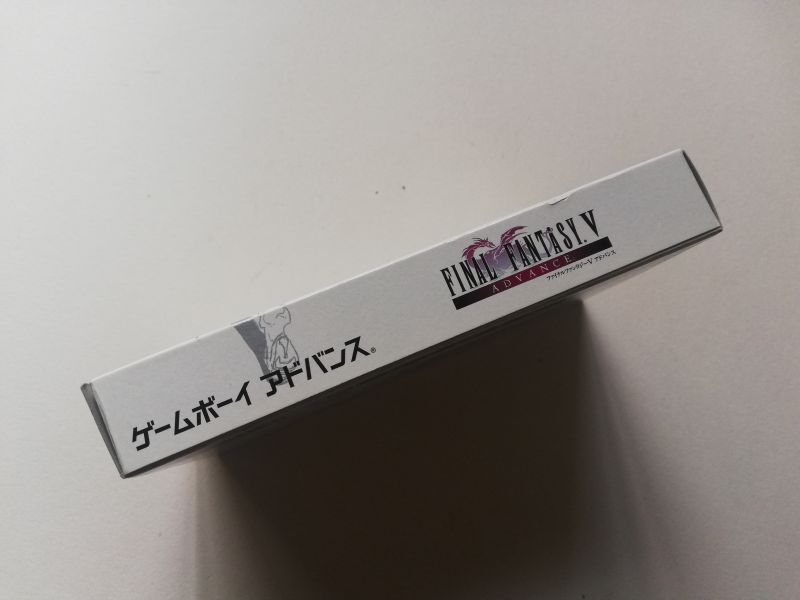 ゲームボーイ アドバンス®
FINAL FANTASY. V
ADVANCE
ファイナルファンタジーV アドバンス